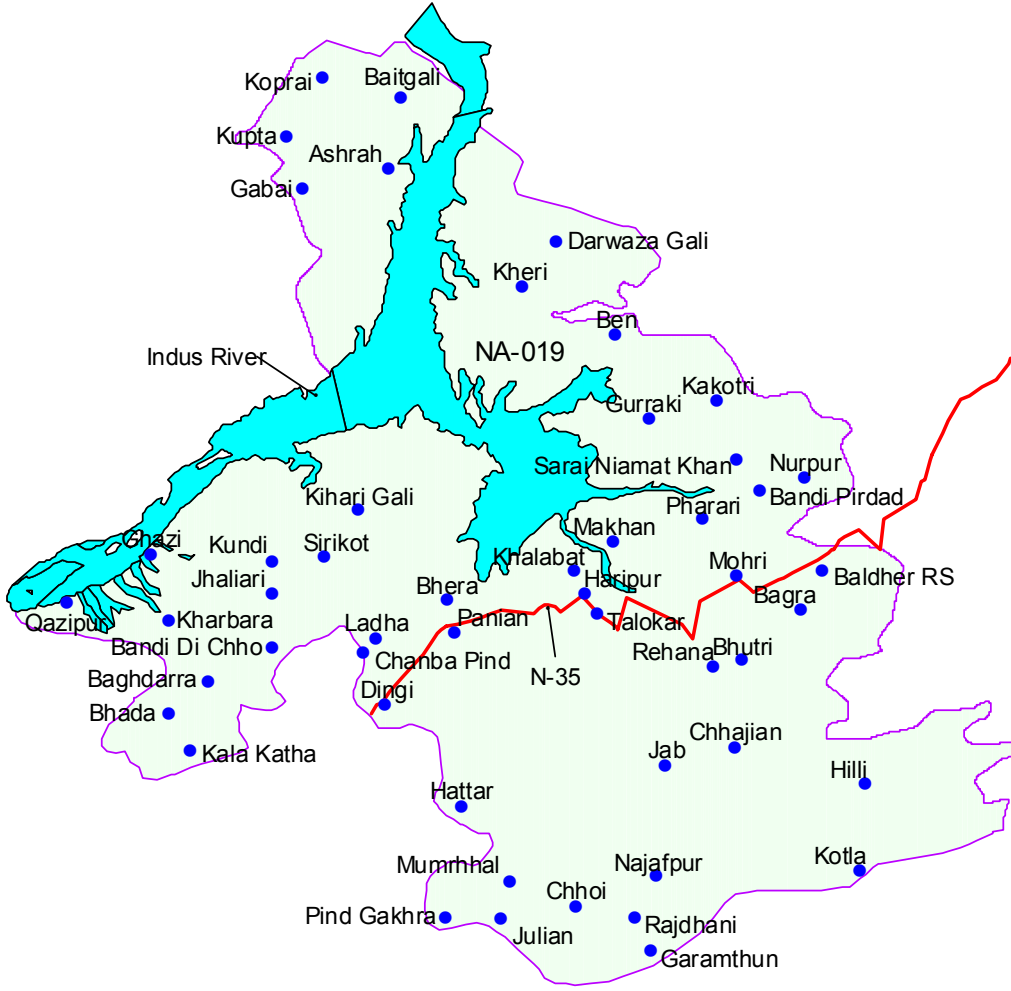 Koprai
Baitgali
Kupta
Ashrah
Gabai
Darwaza Gali
Kheri
Ben
NA-019
Indus River
Kakotri
Gurraki
Sarai Niamat Khan
Nurpur
Bandi Pirdad
Kihari Gali
Pharari
Makhan
Ghazi
Kundi
Sirikot
Khalabat
Mohri
Baldher RS
Jhaliari
Bhera
Haripur
Bagra
Qazipur
Kharbara
Ladha
Panian
Talokar
Bandi Di Chho
Chanba Pind
Rehana
Bhutri
N-35
Baghdarra
Dingi
Bhada
Kala Katha
Jab
Chhajian
Hilli
Hattar
Mumrhhal
Najafpur
Kotla
Chhoi
Pind Gakhra
Julian
Rajdhani
Garamthun